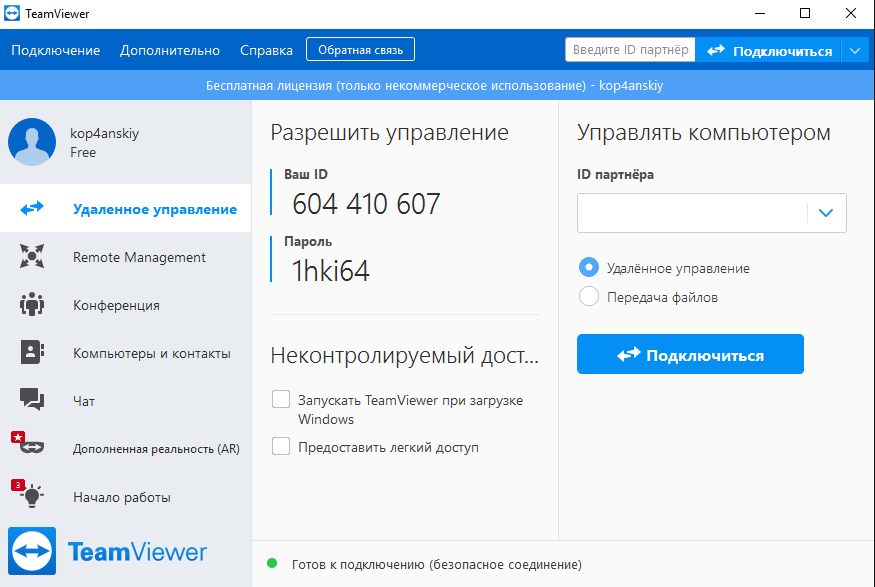 TeamViewer
Подключение Дополнительно Справка Обратная связь Введите ID партнёр Подключиться
Бесплатная лицензия (только некоммерческое использование) - kop4anskiy
kop4anskiy
Free
Удаленное управление
Remote Management
Конференция
Компьютеры и контакты
Чат
Дополненная реальность (AR)
3
Начало работы
TeamViewer
Разрешить управление
Ваш ID
604 410 607
Пароль
1hki64
Неконтролируемый дост...
Запускать TeamViewer при загрузке
Windows
Предоставить легкий доступ
Управлять компьютером
ID партнёра
Удалённое управление
Передача файлов
Подключиться
Готов к подключению (безопасное соединение)